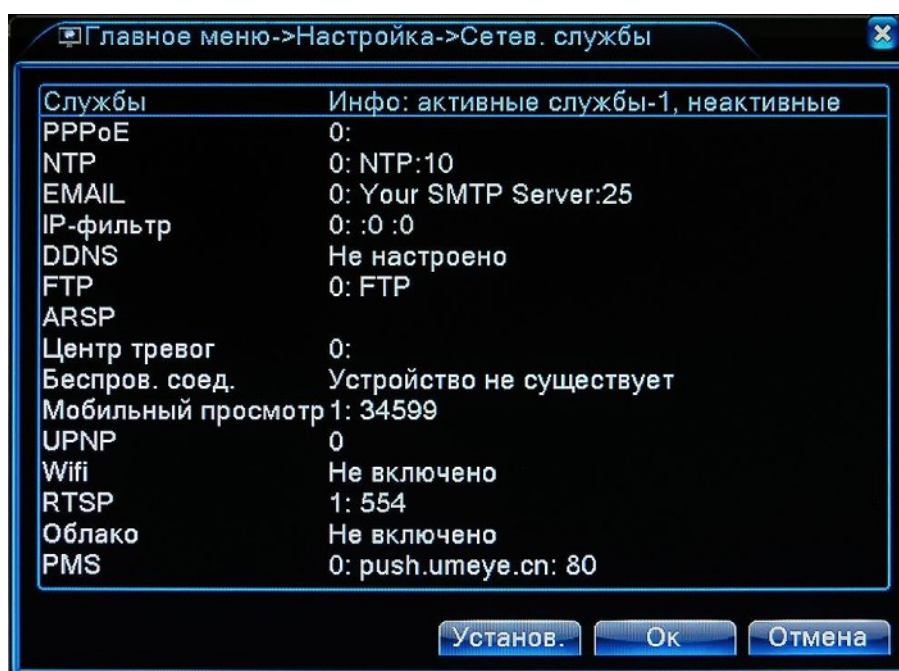 Главное меню->Настройка->Сетев. службы
Службы Инфо: активные службы-1, неактивные
PPPoE 0:
NTP 0: NTP:10
EMAIL 0: Your SMTP Server:25
IP-фильтр 0: :0 :0
DDNS Не настроено
FTP 0: FTP
ARSP
Центр тревог 0:
Беспров. соед. Устройство не существует
Мобильный просмотр 1: 34599
UPNP 0
Wifi Не включено
RTSP 1: 554
Облако Не включено
PMS 0: push.umeye.cn: 80
Установ. Ок Отмена